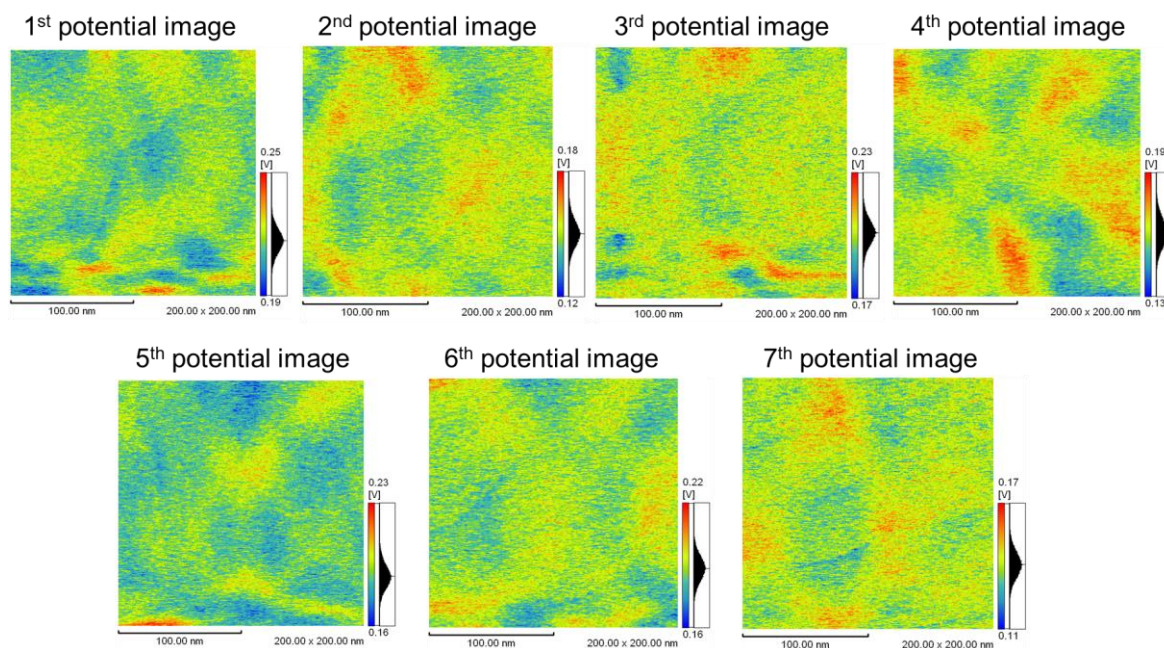 1st potential image
2nd potential image
3rd potential image
4th potential image
0.25
[V]
0.19
100.00 nm
200.00 x 200.00 nm
0.18
[V]
0.12
100.00 nm
200.00 x 200.00 nm
0.23
[V]
0.17
100.00 nm
200.00 x 200.00 nm
0.19
[V]
0.13
100.00 nm
200.00 x 200.00 nm
5th potential image
6th potential image
7th potential image
0.23
[V]
0.16
100.00 nm
200.00 x 200.00 nm
0.22
[V]
0.16
100.00 nm
200.00 x 200.00 nm
0.17
[V]
0.11
100.00 nm
200.00 x 200.00 nm